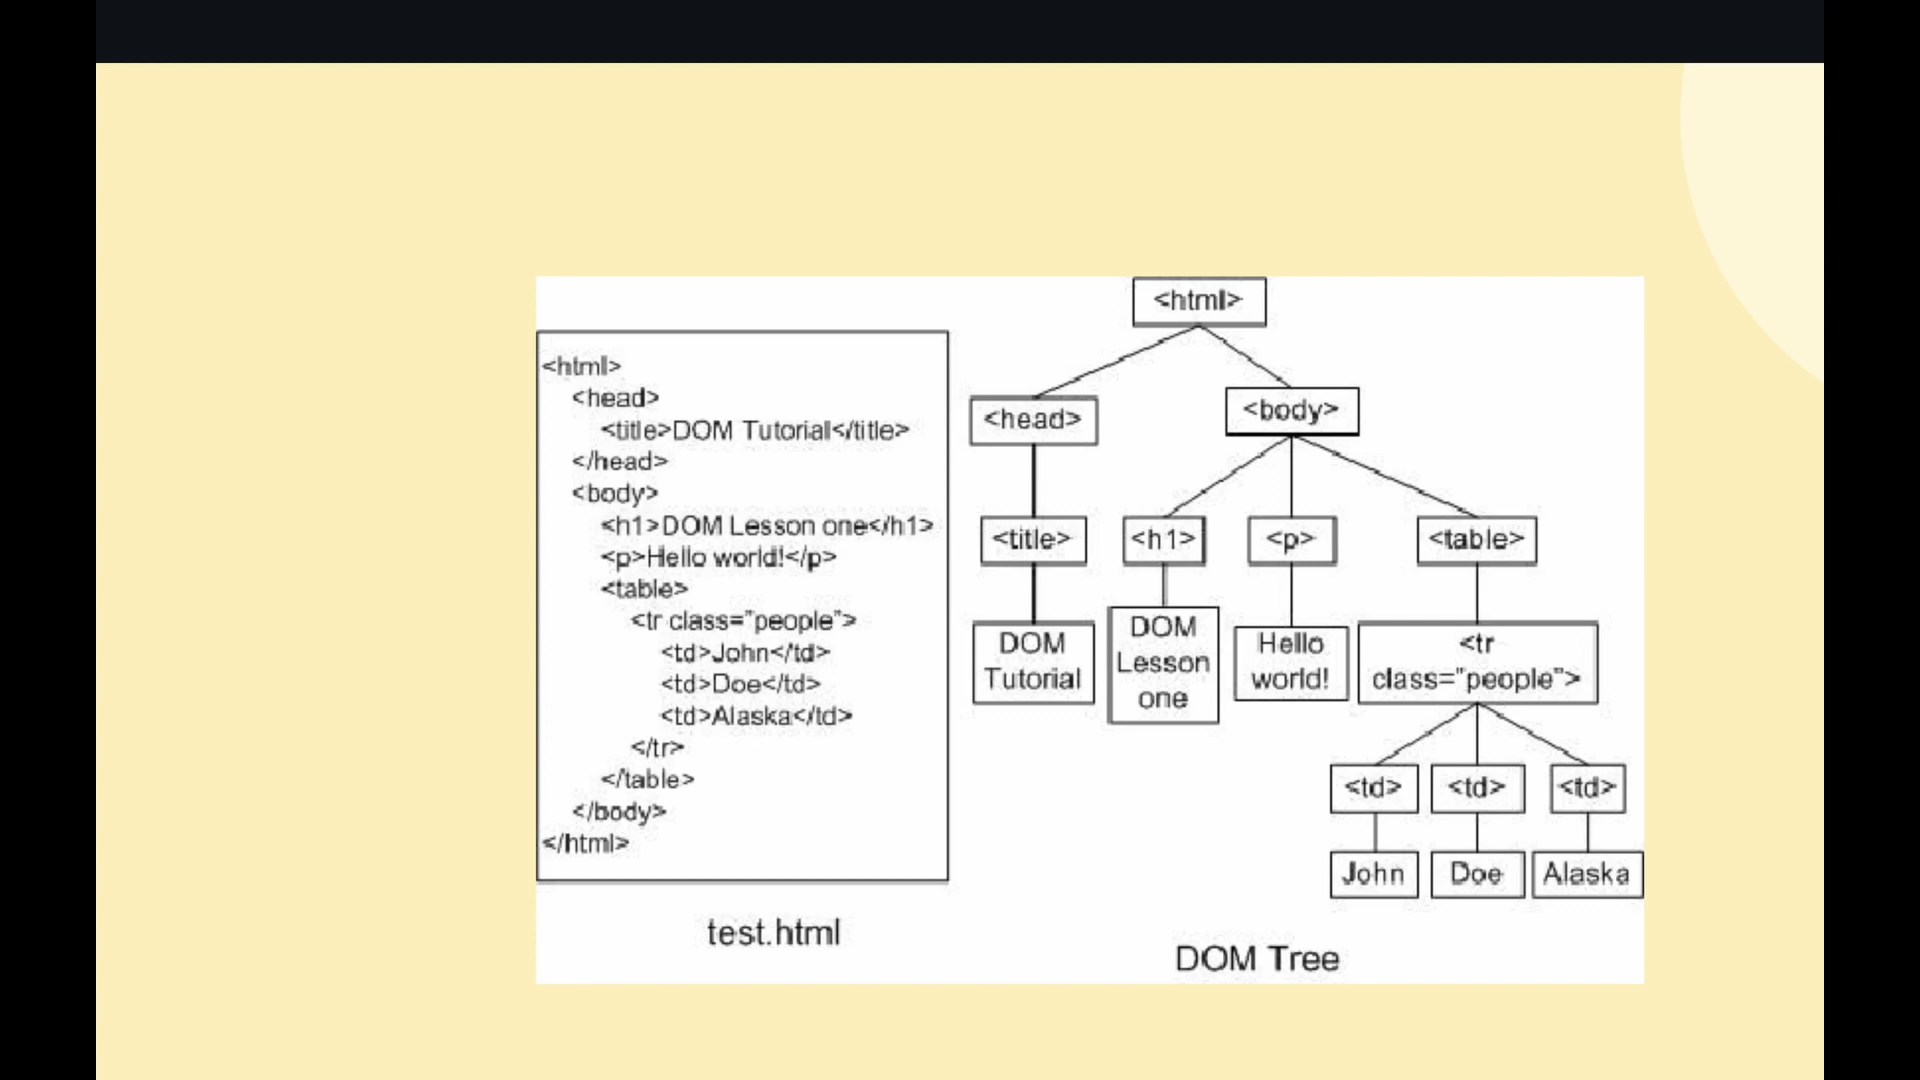 <html>
<head>
<title>DOM Tutorial</title>
</head>
<body>
<h1>DOM Lesson one</h1>
<p>Hello world!</p>
<table>
<tr class="people">
<td>John</td>
<td>Doe</td>
<td>Alaska</td>
</tr>
</table>
</body>
</html>
test.html
<html>
<head>
<body>
<title>
<h1>
<p>
<table>
DOM
Tutorial
DOM
Lesson
one
Hello
world!
<tr
class="people">
<td>
<td>
<td>
John
Doe
Alaska
DOM Tree